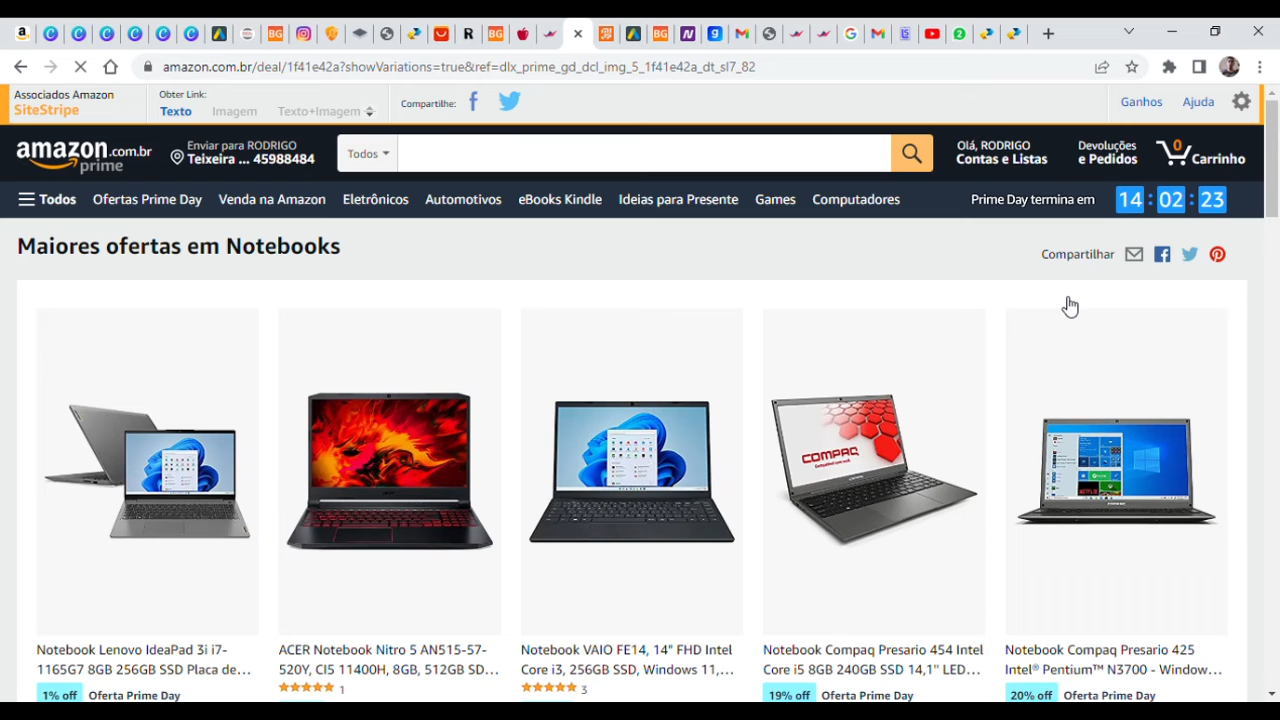 amazon.com.br/deal/1f41e42a?showVariations=true&ref=dlx_prime_gd_dcl_img_5_1f41e42a_dt_sl7_82
Associados Amazon
SiteStripe
Obter Link:
Texto Imagem Texto+Imagem
Compartilhe:
Ganhos Ajuda
amazon.com.br
prime
Enviar para RODRIGO
Teixeira ... 45988484
Todos
Olá, RODRIGO
Contas e Listas
Devoluções
e Pedidos
0
Carrinho
Todos Ofertas Prime Day Venda na Amazon Eletrônicos Automotivos eBooks Kindle Ideias para Presente Games Computadores Prime Day termina em 14 : 02 : 23
Maiores ofertas em Notebooks
Compartilhar
COMPAQ
Notebook Lenovo IdeaPad 3i i7-
1165G7 8GB 256GB SSD Placa de...
1% off Oferta Prime Day
ACER Notebook Nitro 5 AN515-57-
520Y, CI5 11400H, 8GB, 512GB SD...
1
Notebook VAIO FE14, 14" FHD Intel
Core i3, 256GB SSD, Windows 11,...
3
Notebook Compaq Presario 454 Intel
Core i5 8GB 240GB SSD 14,1" LED...
19% off Oferta Prime Day
Notebook Compaq Presario 425
Intel® Pentium™ N3700 - Window...
20% off Oferta Prime Day